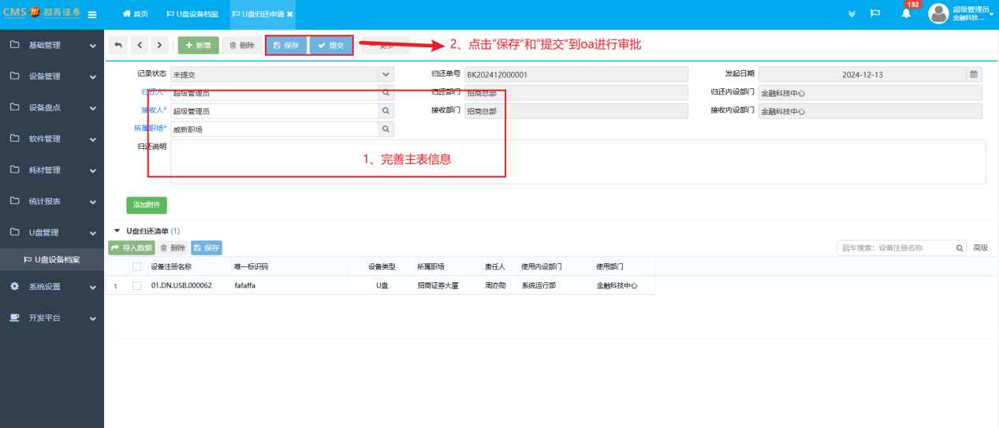 CMS 招商证券
首页
U盘设备档案
U盘归还申请
132
超级管理员
金融科技...
基础管理
设备管理
设备盘点
软件管理
耗材管理
统计报表
U盘管理
U盘设备档案
系统设置
开发平台
新增
删除
保存
提交
2、点击"保存"和"提交"到oa进行审批
记录状态 未提交 归还单号 BK202412000001 发起日期 2024-12-13
归还人* 超级管理员 归还部门 招商总部 归还内设部门 金融科技中心
接收人* 超级管理员 接收部门 招商总部 接收内设部门 金融科技中心
所属职场* 威新职场
归还说明
1、完善主表信息
添加附件
U盘归还清单 (1)
导入数据 删除 保存 回车搜索：设备注册名称 高级
设备注册名称 唯一标识码 设备类型 所属职场 责任人 使用内设部门 使用部门
1 01.DN.USB.000062 fafaffa U盘 招商证券大厦 周亦勋 系统运行部 金融科技中心